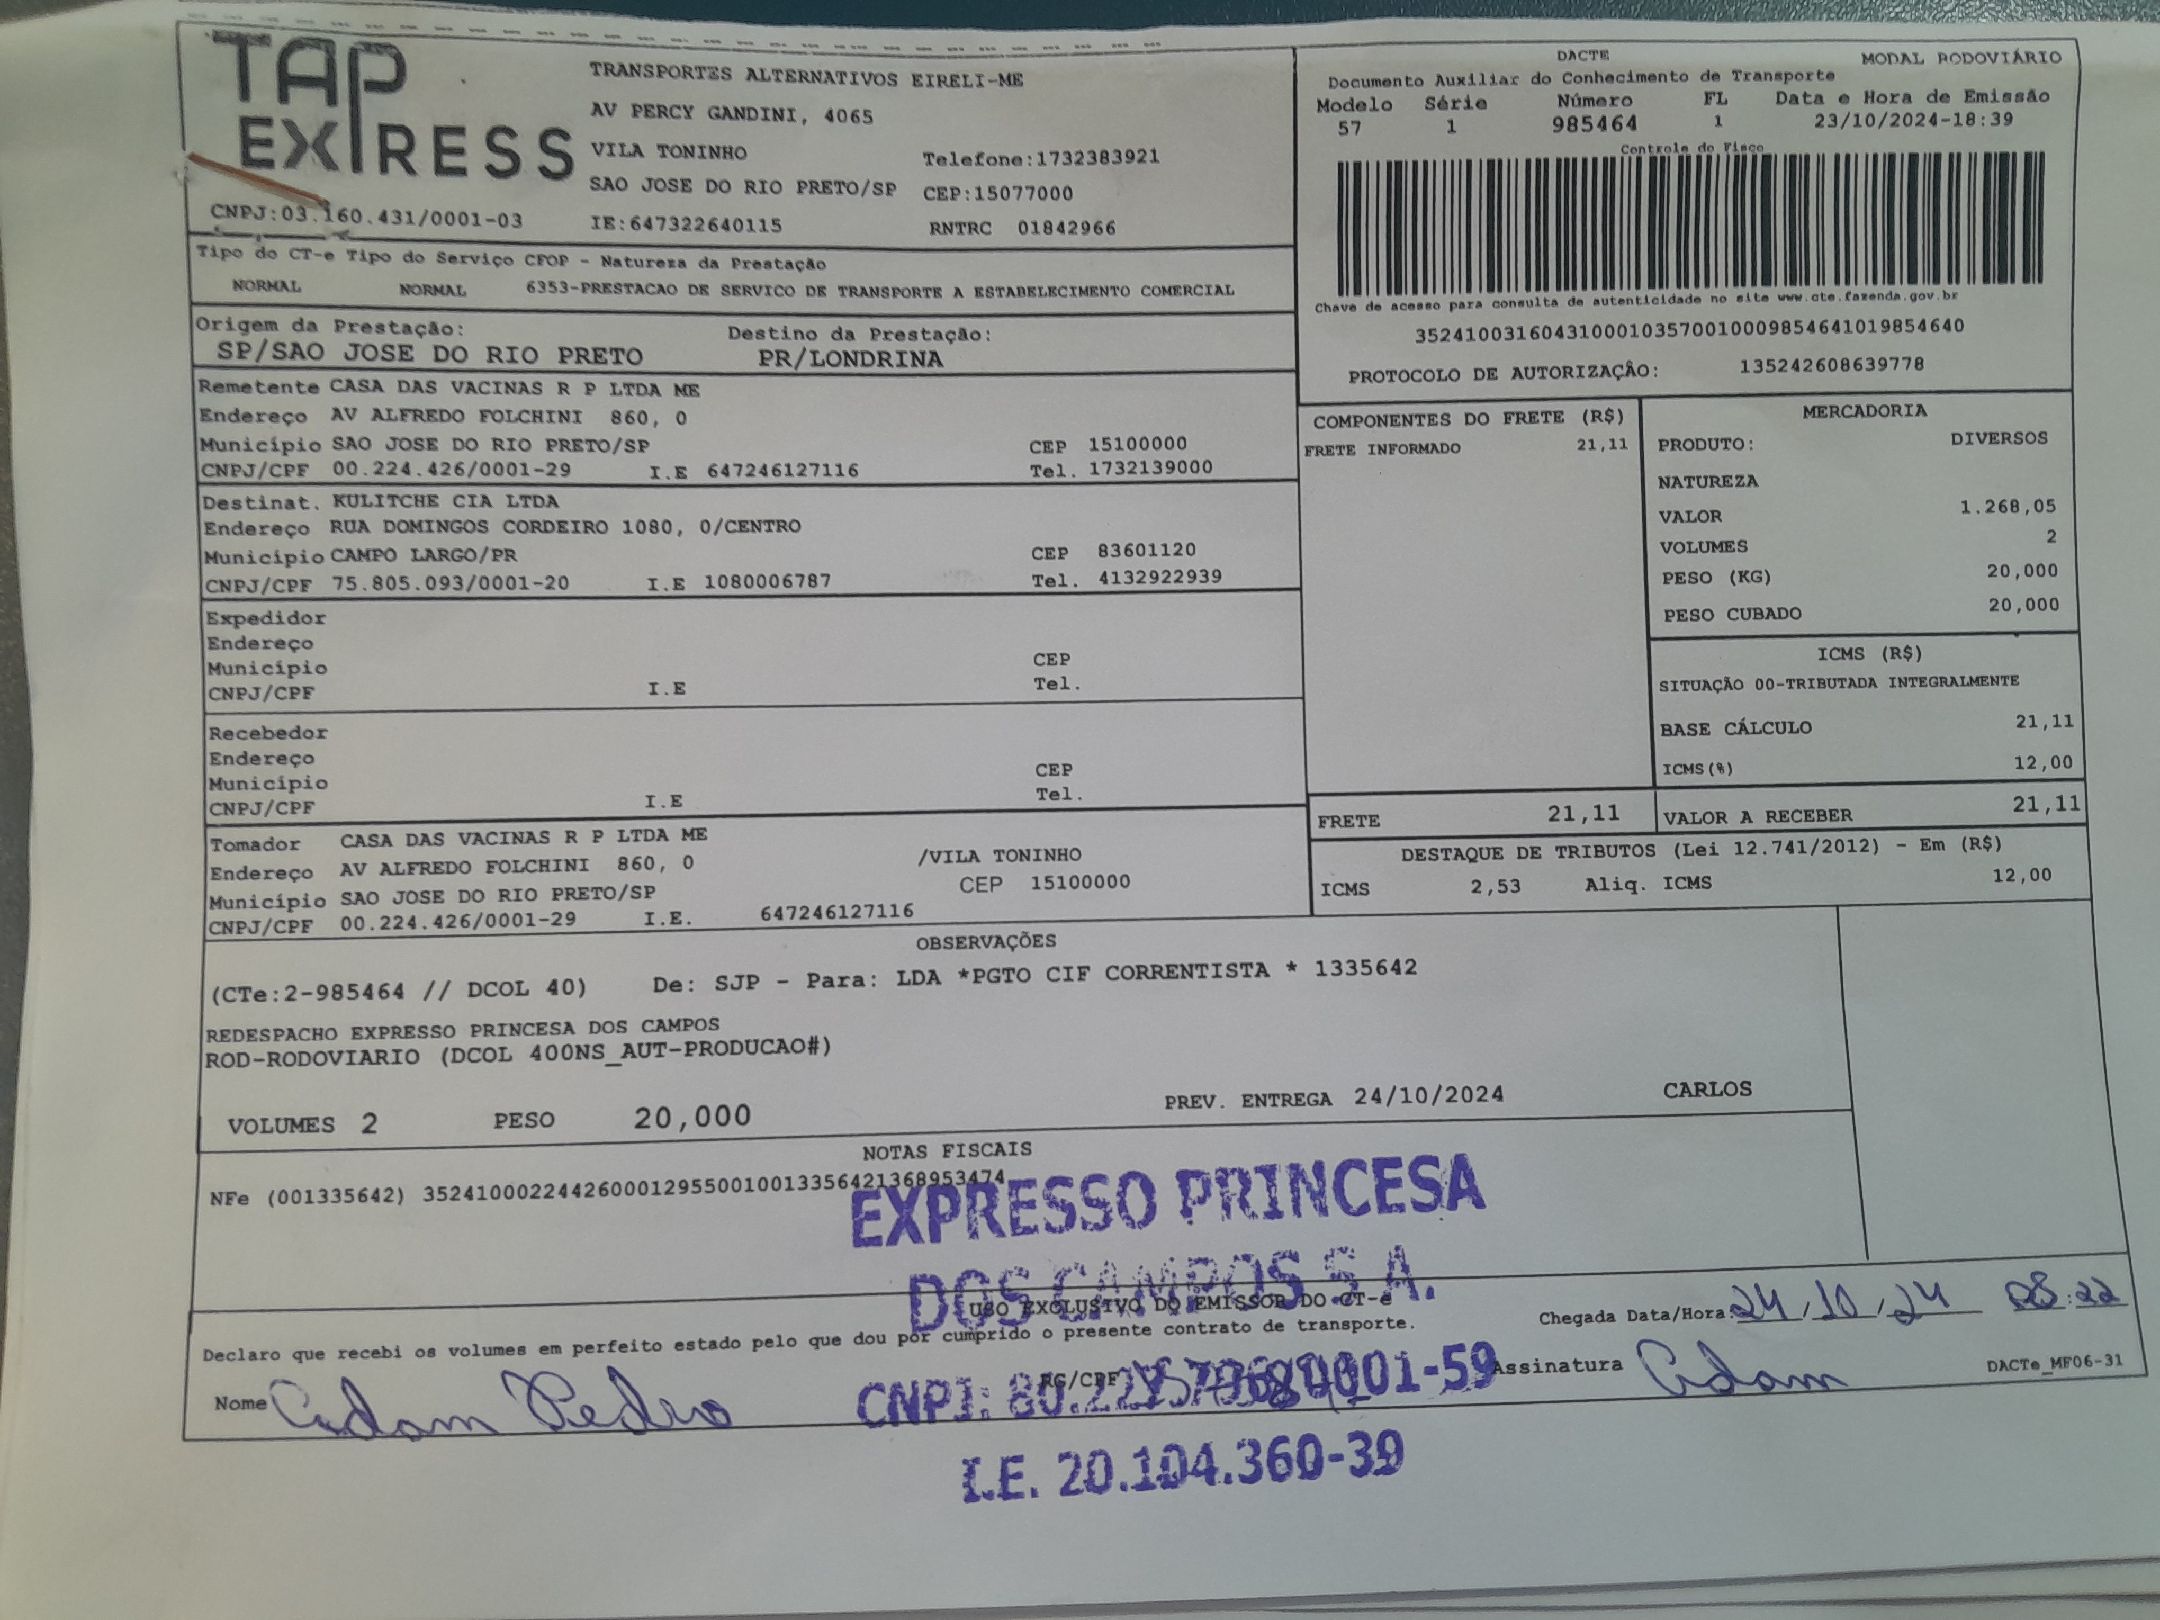 TAP
EXPRESS
TRANSPORTES ALTERNATIVOS EIRELI-ME
AV PERCY GANDINI, 4065
VILA TONINHO
Telefone:1732383921
SAO JOSE DO RIO PRETO/SP CEP:15077000
CNPJ:03.160.431/0001-03 IE:647322640115 RNTRC 01842966
DACTE MODAL RODOVIÁRIO
Documento Auxiliar do Conhecimento de Transporte
Modelo Série Número FL Data e Hora de Emissão
57 1 985464 1 23/10/2024-18:39
Controle do Fisco
Chave de acesso para consulta de autenticidade no site www.cte.fazenda.gov.br
35241003160431000103570010009854641019854640
PROTOCOLO DE AUTORIZAÇÂO: 135242608639778
Tipo do CT-e Tipo do Serviço CFOP - Natureza da Prestação
NORMAL NORMAL 6353-PRESTACAO DE SERVICO DE TRANSPORTE A ESTABELECIMENTO COMERCIAL
Origem da Prestação: Destino da Prestação:
SP/SAO JOSE DO RIO PRETO PR/LONDRINA
Remetente CASA DAS VACINAS R P LTDA ME
Endereço AV ALFREDO FOLCHINI 860, 0
Município SAO JOSE DO RIO PRETO/SP CEP 15100000
CNPJ/CPF 00.224.426/0001-29 I.E 647246127116 Tel. 1732139000
Destinat. KULITCHE CIA LTDA
Endereço RUA DOMINGOS CORDEIRO 1080, 0/CENTRO
Município CAMPO LARGO/PR CEP 83601120
CNPJ/CPF 75.805.093/0001-20 I.E 1080006787 Tel. 4132922939
Expedidor
Endereço
Município CEP
CNPJ/CPF I.E Tel.
Recebedor
Endereço
Município CEP
CNPJ/CPF I.E Tel.
Tomador CASA DAS VACINAS R P LTDA ME
Endereço AV ALFREDO FOLCHINI 860, 0 /VILA TONINHO
Município SAO JOSE DO RIO PRETO/SP CEP 15100000
CNPJ/CPF 00.224.426/0001-29 I.E. 647246127116
COMPONENTES DO FRETE (R$)
FRETE INFORMADO 21,11
MERCADORIA
PRODUTO: DIVERSOS
NATUREZA
VALOR 1.268,05
VOLUMES 2
PESO (KG) 20,000
PESO CUBADO 20,000
ICMS (R$)
SITUAÇÃO 00-TRIBUTADA INTEGRALMENTE
BASE CÁLCULO 21,11
ICMS(%) 12,00
FRETE 21,11 VALOR A RECEBER 21,11
DESTAQUE DE TRIBUTOS (Lei 12.741/2012) - Em (R$)
ICMS 2,53 Aliq. ICMS 12,00
OBSERVAÇÕES
(CTe:2-985464 // DCOL 40) De: SJP - Para: LDA *PGTO CIF CORRENTISTA * 1335642
REDESPACHO EXPRESSO PRINCESA DOS CAMPOS
ROD-RODOVIARIO (DCOL 400NS_AUT-PRODUCAO#)
VOLUMES 2 PESO 20,000 PREV. ENTREGA 24/10/2024 CARLOS
NOTAS FISCAIS
NFe (001335642) 35241000224426000129550010013356421368953474
EXPRESSO PRINCESA
DOS CAMPOS S.A.
USO EXCLUSIVO DO EMISSOR DO CT-e
Chegada Data/Hora: 24/10/24 08:22
Declaro que recebi os volumes em perfeito estado pelo que dou por cumprido o presente contrato de transporte.
Nome Adam Pedro RG/CPF Assinatura Adam DACTe_MF06-31
I.E. 20.104.360-39